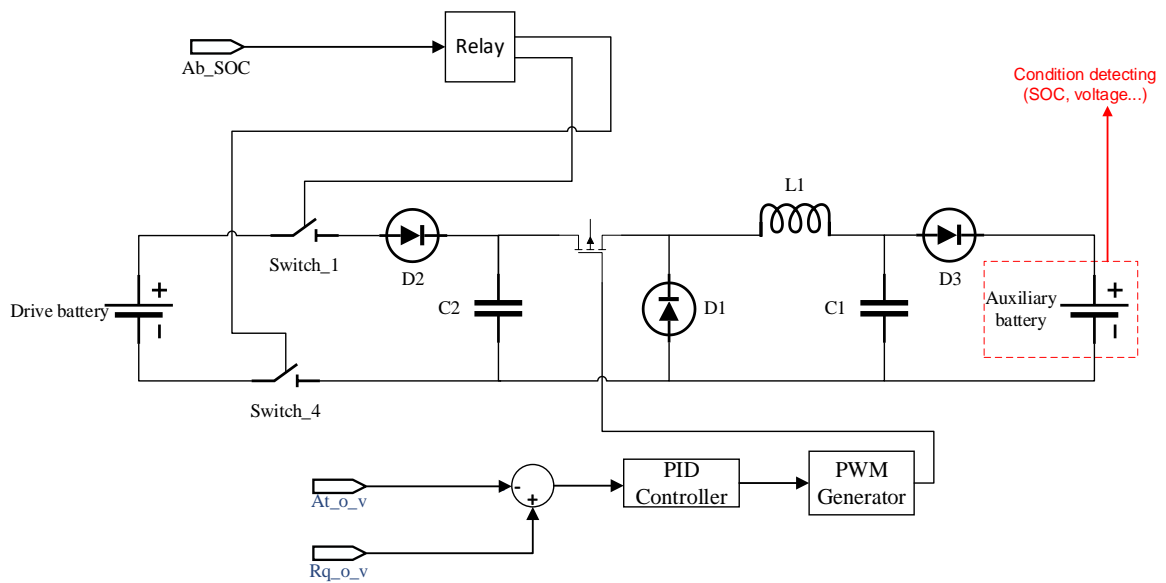 Relay
Ab_SOC
Condition detecting
(SOC, voltage...)
L1
Switch_1
D2
D3
Drive battery
+
C2
D1
C1
Auxiliary
battery
+
Switch_4
PID
Controller
PWM
Generator
-
+
At_o_v
Rq_o_v